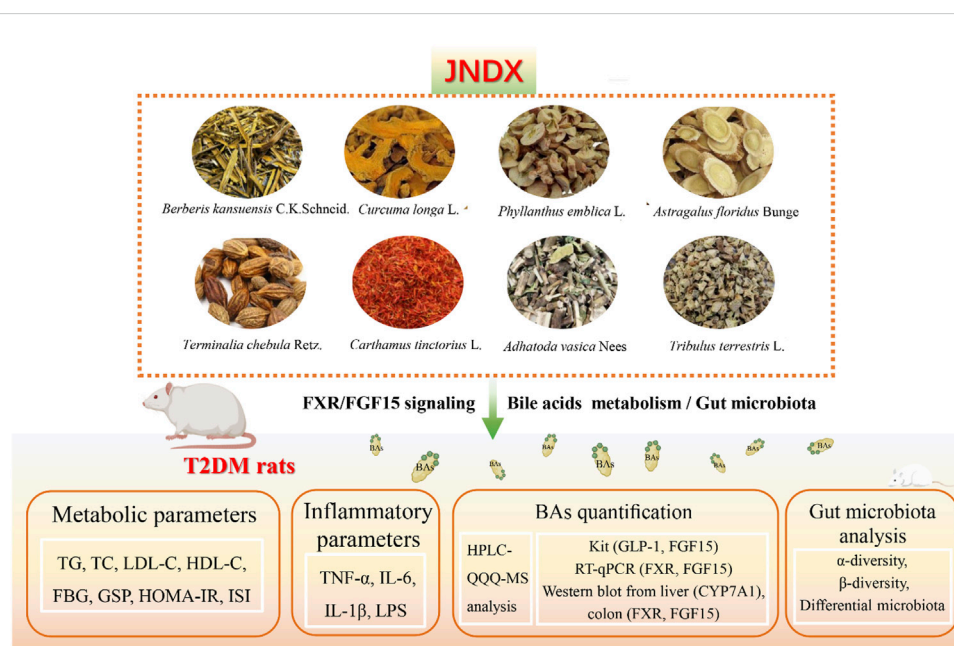 JNDX
Berberis kansuensis C.K.Schneid. Curcuma longa L. Phyllanthus emblica L. Astragalus floridus Bunge
Terminalia chebula Retz. Carthamus tinctorius L. Adhatoda vasica Nees Tribulus terrestris L.
FXR/FGF15 signaling Bile acids metabolism / Gut microbiota
T2DM rats
BAs BAs BAs BAs BAs BAs BAs BAs BAs
Metabolic parameters
TG, TC, LDL-C, HDL-C,
FBG, GSP, HOMA-IR, ISI
Inflammatory
parameters
TNF-α, IL-6,
IL-1β, LPS
BAs quantification
HPLC-
QQQ-MS
analysis
Kit (GLP-1, FGF15)
RT-qPCR (FXR, FGF15)
Western blot from liver (CYP7A1),
colon (FXR, FGF15)
Gut microbiota
analysis
α-diversity,
β-diversity,
Differential microbiota